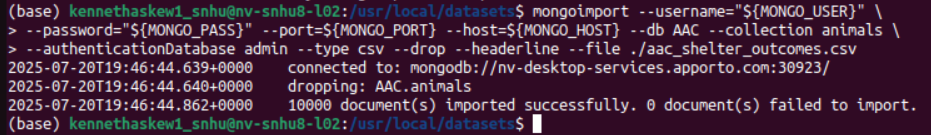 (base) kennethaskew1_snhu@nv-snhu8-l02:/usr/local/datasets$ mongoimport --username="${MONGO_USER}" \
> --password="${MONGO_PASS}" --port=${MONGO_PORT} --host=${MONGO_HOST} --db AAC --collection animals \
> --authenticationDatabase admin --type csv --drop --headerline --file ./aac_shelter_outcomes.csv
2025-07-20T19:46:44.639+0000 connected to: mongodb://nv-desktop-services.apporto.com:30923/
2025-07-20T19:46:44.640+0000 dropping: AAC.animals
2025-07-20T19:46:44.862+0000 10000 document(s) imported successfully. 0 document(s) failed to import.
(base) kennethaskew1_snhu@nv-snhu8-l02:/usr/local/datasets$